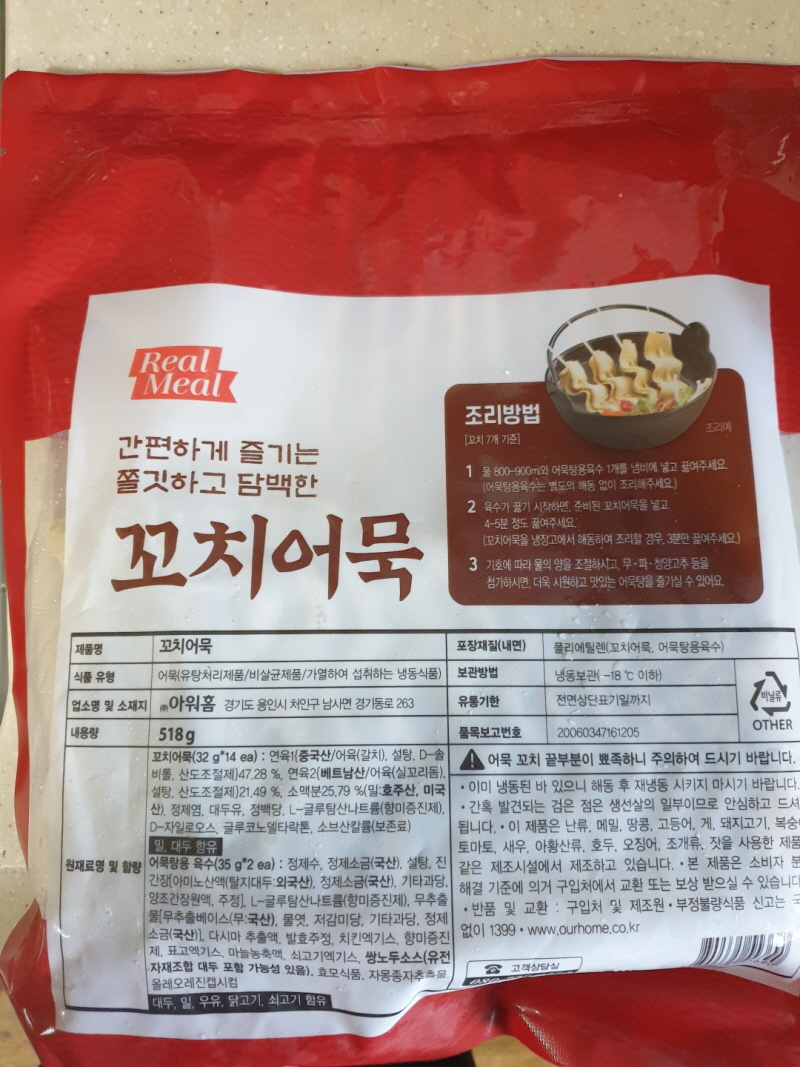 Real
Meal
간편하게 즐기는
쫄깃하고 담백한
꼬치어묵
조리방법
[꼬치 7개 기준]
조리예
1 물 800~900ml와 어묵탕용육수 1개를 냄비에 넣고 끓여주세요.
(어묵탕용육수는 별도의 해동 없이 조리해주세요.)
2 육수가 끓기 시작하면, 준비된 꼬치어묵을 넣고
4~5분 정도 끓여주세요.
(꼬치어묵을 냉장고에서 해동하여 조리할 경우, 3분만 끓여주세요.)
3 기호에 따라 물의 양을 조절하시고, 무·파·청양고추 등을
첨가하시면, 더욱 시원하고 맛있는 어묵탕을 즐기실 수 있어요.
제품명 꼬치어묵
식품 유형 어묵(유탕처리제품/비살균제품/가열하여 섭취하는 냉동식품)
업소명 및 소재지 ㈜아워홈 경기도 용인시 처인구 남사면 경기동로 263
내용량 518g
포장재질(내면) 폴리에틸렌(꼬치어묵, 어묵탕용육수)
보관방법 냉동보관(-18 ℃ 이하)
유통기한 전면상단표기일까지
품목보고번호 20060347161205
비닐류
OTHER
원재료명 및 함량
꼬치어묵(32 g*14 ea) : 연육1(중국산/어육(갈치), 설탕, D-솔
비톨, 산도조절제)47.28 %, 연육2(베트남산/어육(실꼬리돔),
설탕, 산도조절제)21.49 %, 소맥분25.79 %(밀:호주산, 미국
산), 정제염, 대두유, 정백당, L-글루탐산나트륨(향미증진제),
D-자일로오스, 글루코노델타락톤, 소브산칼륨(보존료)
밀, 대두 함유
어묵탕용 육수(35 g*2 ea) : 정제수, 정제소금(국산), 설탕, 진
간장[아미노산액(탈지대두:외국산), 정제소금(국산), 기타과당,
양조간장원액, 주정], L-글루탐산나트륨(향미증진제), 무추출
물[무추출베이스(무:국산), 물엿, 저감미당, 기타과당, 정제
소금(국산)], 다시마 추출액, 발효주정, 치킨엑기스, 향미증진
제, 표고엑기스, 마늘농축액, 쇠고기엑기스, 쌍노두소스(유전
자재조합 대두 포함 가능성 있음), 효모식품, 자몽종자추출물,
올레오레진캡시컴
대두, 밀, 우유, 닭고기, 쇠고기 함유
어묵 꼬치 끝부분이 뾰족하니 주의하여 드시기 바랍니다.
• 이미 냉동된 바 있으니 해동 후 재냉동 시키지 마시기 바랍니다.
• 간혹 발견되는 검은 점은 생선살의 일부이므로 안심하고 드셔
됩니다. • 이 제품은 난류, 메밀, 땅콩, 고등어, 게, 돼지고기, 복숭
토마토, 새우, 아황산류, 호두, 오징어, 조개류, 잣을 사용한 제품
같은 제조시설에서 제조하고 있습니다. • 본 제품은 소비자 분
해결 기준에 의거 구입처에서 교환 또는 보상 받으실 수 있습니다
• 반품 및 교환 : 구입처 및 제조원 • 부정불량식품 신고는 국
없이 1399 • www.ourhome.co.kr
고객상담실